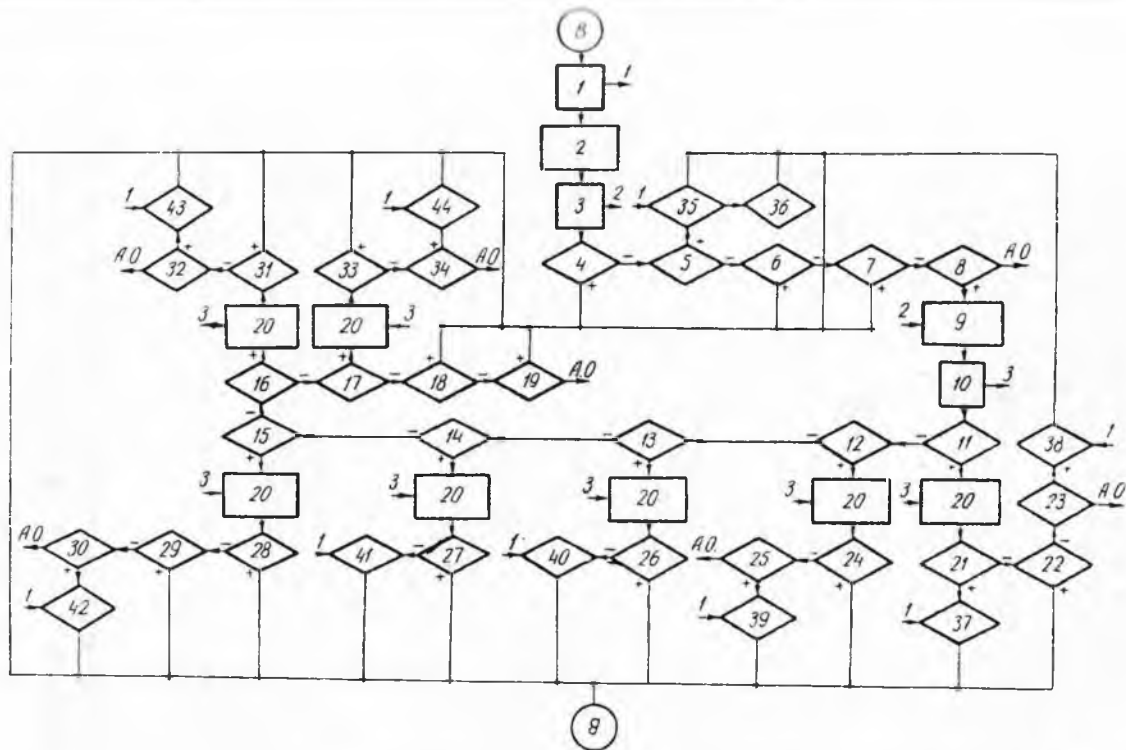 8
1 1
2
3 2
1 35 36
1 43 1 44
4 - 5 - 6 - 7 - 8 А.О
+ + + + +
А.О 32 - 31 33 - 34 А.О
+ + + +
3 20 20 3
2 9
+ +
16 - 17 - 18 - 19 А.О
+ +
10 3
-
15 - 14 - 13 - 12 - 11
+ + + + +
38 1
+
3 20 3 20 3 20 3 20 3 20
23 А.О
-
А.О 30 - 29 - 28 1 41 - 27 1 40 - 26 А.О. 25 - 24 21 - 22
+ + + + + + + + +
1 42 1 39 1 37
8